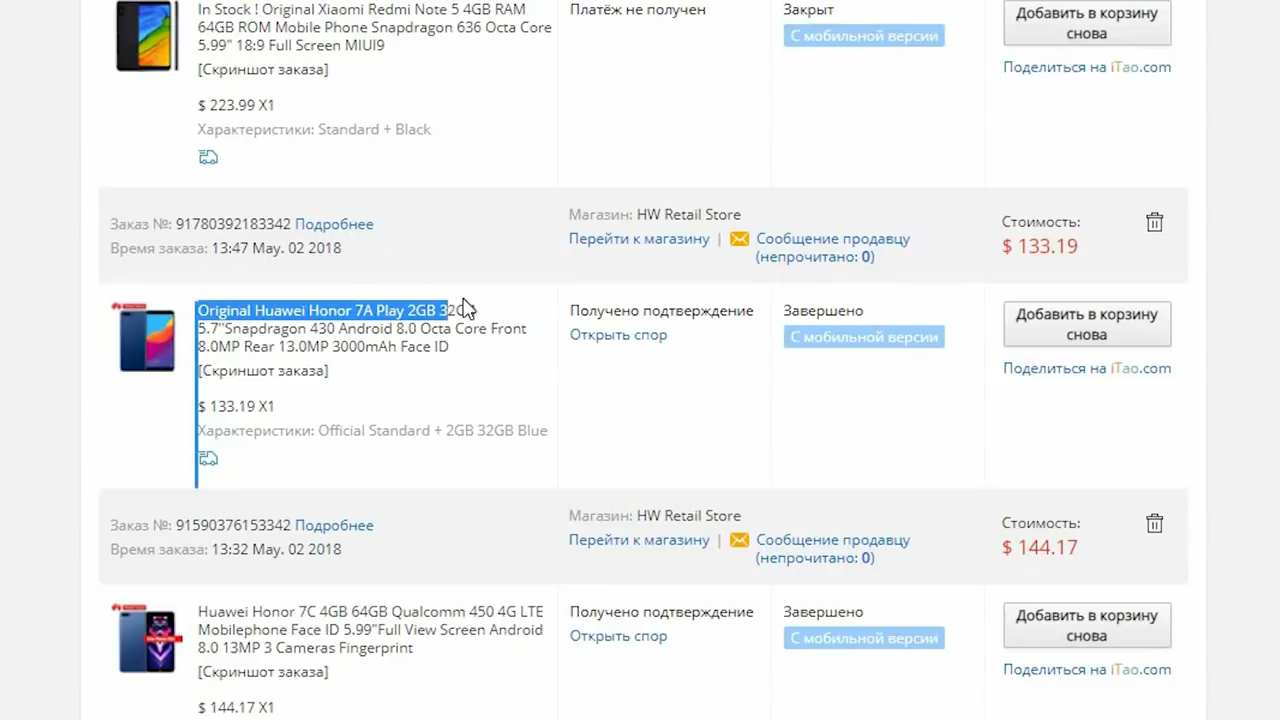 In Stock ! Original Xiaomi Redmi Note 5 4GB RAM
64GB ROM Mobile Phone Snapdragon 636 Octa Core
5.99" 18:9 Full Screen MIUI9
[Скриншот заказа]
$ 223.99 X1
Характеристики: Standard + Black
Платёж не получен
Закрыт
С мобильной версии
Добавить в корзину
снова
Поделиться на iTao.com
Заказ №: 91780392183342 Подробнее
Время заказа: 13:47 May. 02 2018
Магазин: HW Retail Store
Перейти к магазину | Сообщение продавцу
(непрочитано: 0)
Стоимость:
$ 133.19
Original Huawei Honor 7A Play 2GB 32G
5.7"Snapdragon 430 Android 8.0 Octa Core Front
8.0MP Rear 13.0MP 3000mAh Face ID
[Скриншот заказа]
$ 133.19 X1
Характеристики: Official Standard + 2GB 32GB Blue
Получено подтверждение
Открыть спор
Завершено
С мобильной версии
Добавить в корзину
снова
Поделиться на iTao.com
Заказ №: 91590376153342 Подробнее
Время заказа: 13:32 May. 02 2018
Магазин: HW Retail Store
Перейти к магазину | Сообщение продавцу
(непрочитано: 0)
Стоимость:
$ 144.17
Huawei Honor 7C 4GB 64GB Qualcomm 450 4G LTE
Mobilephone Face ID 5.99"Full View Screen Android
8.0 13MP 3 Cameras Fingerprint
[Скриншот заказа]
$ 144.17 X1
Получено подтверждение
Открыть спор
Завершено
С мобильной версии
Добавить в корзину
снова
Поделиться на iTao.com